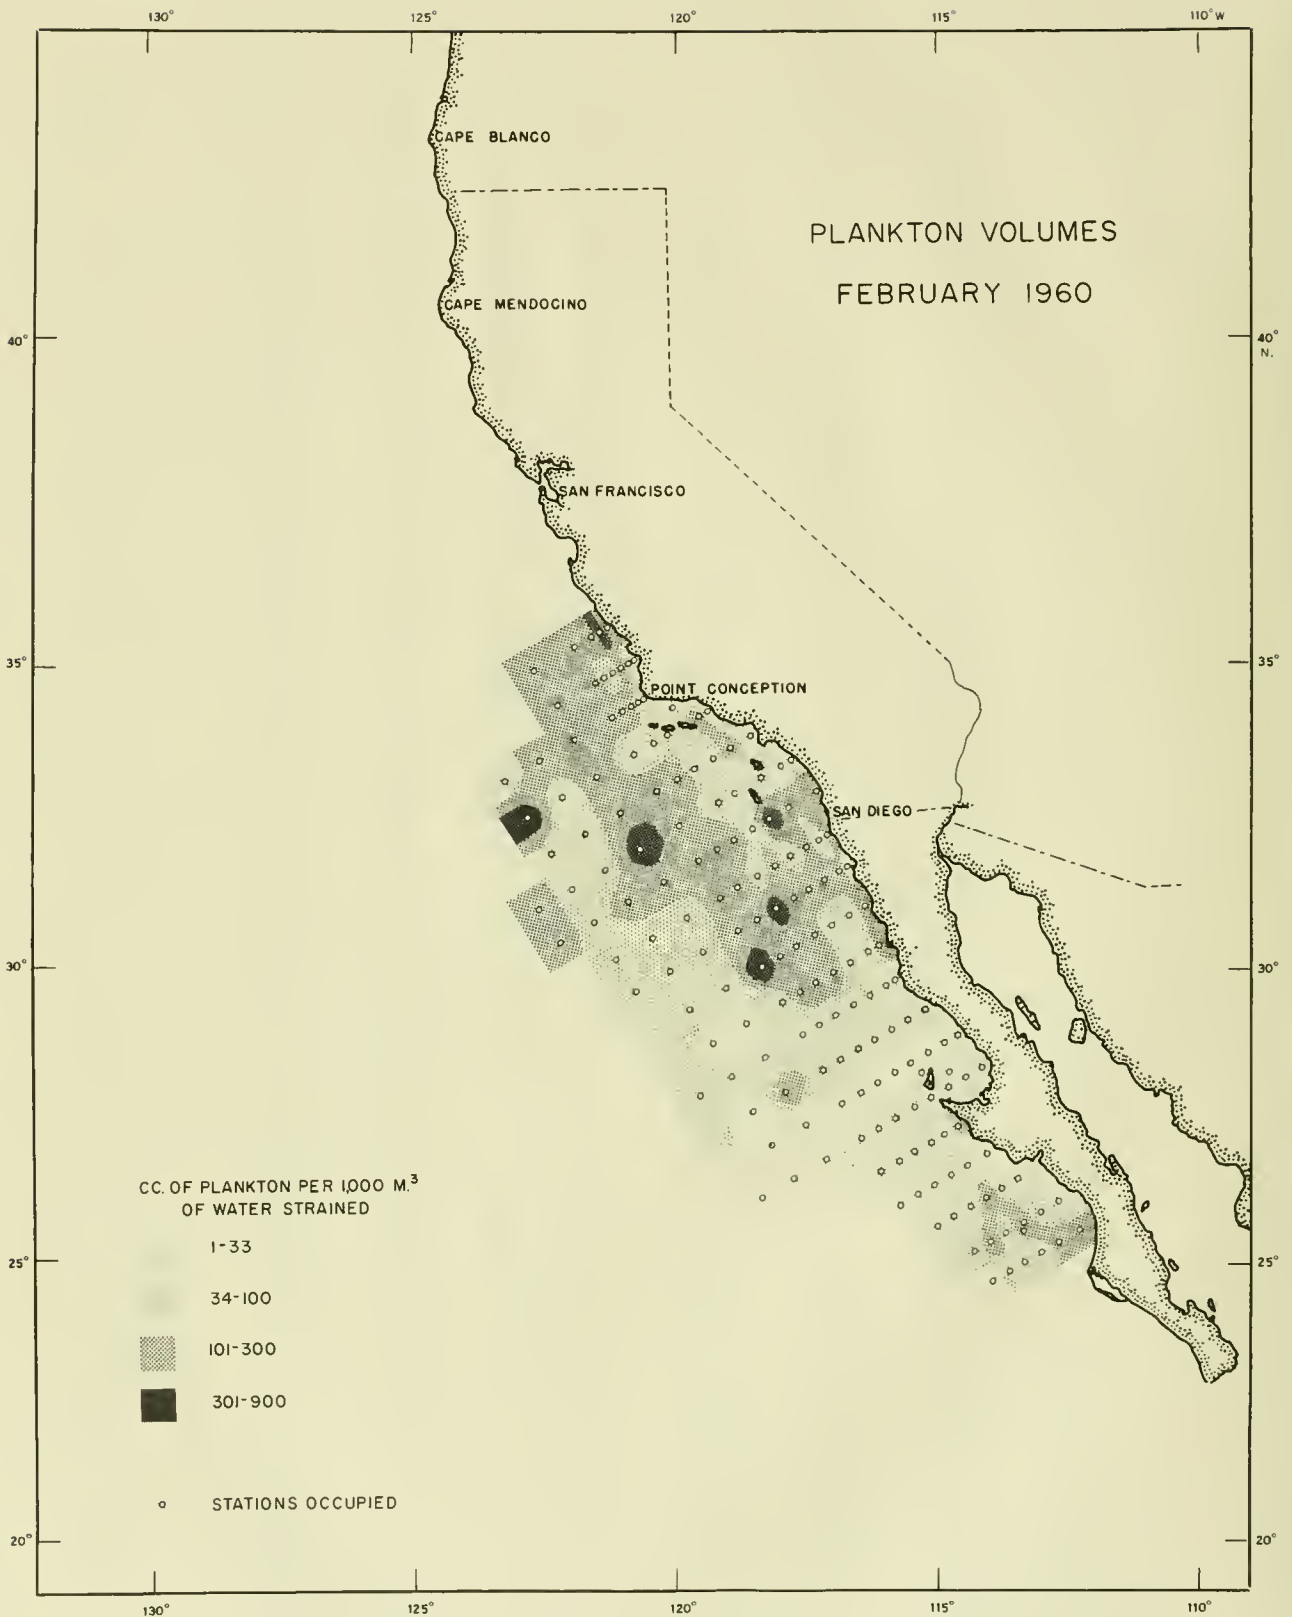 130° 125° 120° 115° 110°W
CAPE BLANCO
PLANKTON VOLUMES
FEBRUARY 1960
CAPE MENDOCINO
40° 40°
N.
SAN FRANCISCO
35° 35°
POINT CONCEPTION
SAN DIEGO
30° 30°
CC. OF PLANKTON PER 1,000 M.³
OF WATER STRAINED
1-33
25° 25°
34-100
101-300
301-900
STATIONS OCCUPIED
20° 20°
130° 125° 120° 115° 110°